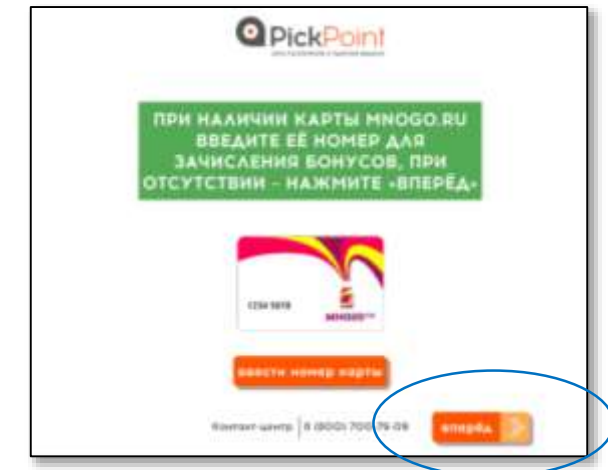 PickPoint
ПРИ НАЛИЧИИ КАРТЫ MNOGO.RU
ВВЕДИТЕ ЕЁ НОМЕР ДЛЯ
ЗАЧИСЛЕНИЯ БОНУСОВ, ПРИ
ОТСУТСТВИИ - НАЖМИТЕ «ВПЕРЁД»
1234 5678
ввести номер карты
Контакт-центр 8 (800) 700-79-09
вперёд